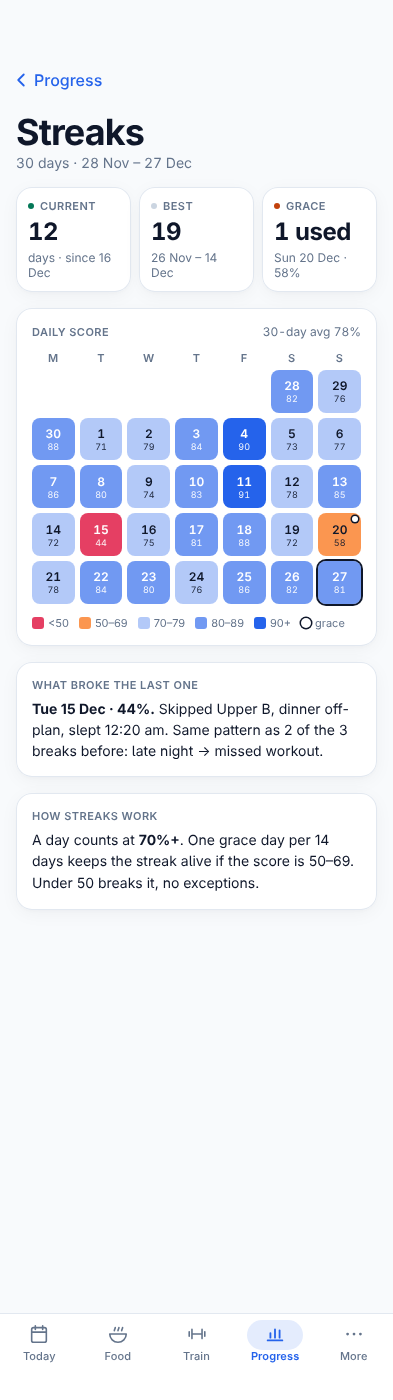 Progress
Streaks
30 days · 28 Nov – 27 Dec
CURRENT
12
days · since 16
Dec
BEST
19
26 Nov – 14
Dec
GRACE
1 used
Sun 20 Dec ·
58%
DAILY SCORE
30-day avg 78%
M T W T F S S
28 29
82 76
30 1 2 3 4 5 6
88 71 79 84 90 73 77
7 8 9 10 11 12 13
86 80 74 83 91 78 85
14 15 16 17 18 19 20
72 44 75 81 88 72 58
21 22 23 24 25 26 27
78 84 80 76 86 82 81
<50 50–69 70–79 80–89 90+ grace
WHAT BROKE THE LAST ONE
Tue 15 Dec · 44%. Skipped Upper B, dinner off-
plan, slept 12:20 am. Same pattern as 2 of the 3
breaks before: late night → missed workout.
HOW STREAKS WORK
A day counts at 70%+. One grace day per 14
days keeps the streak alive if the score is 50–69.
Under 50 breaks it, no exceptions.
Today Food Train Progress More